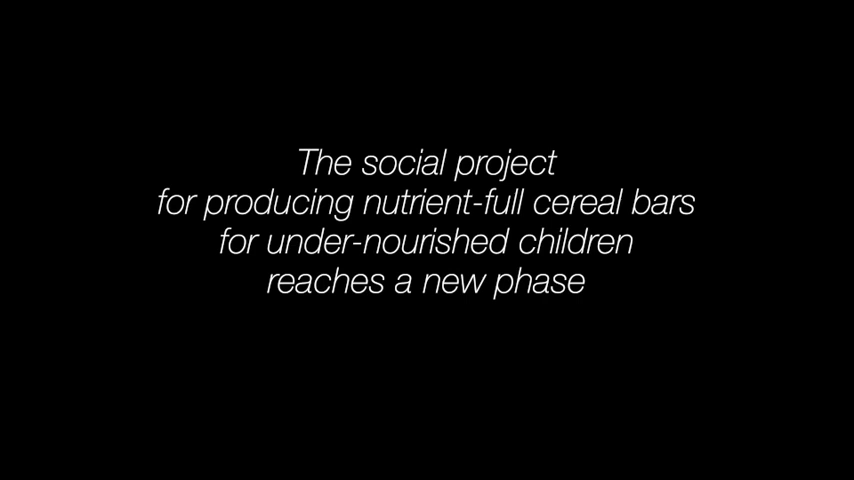 The social project
for producing nutrient-full cereal bars
for under-nourished children
reaches a new phase